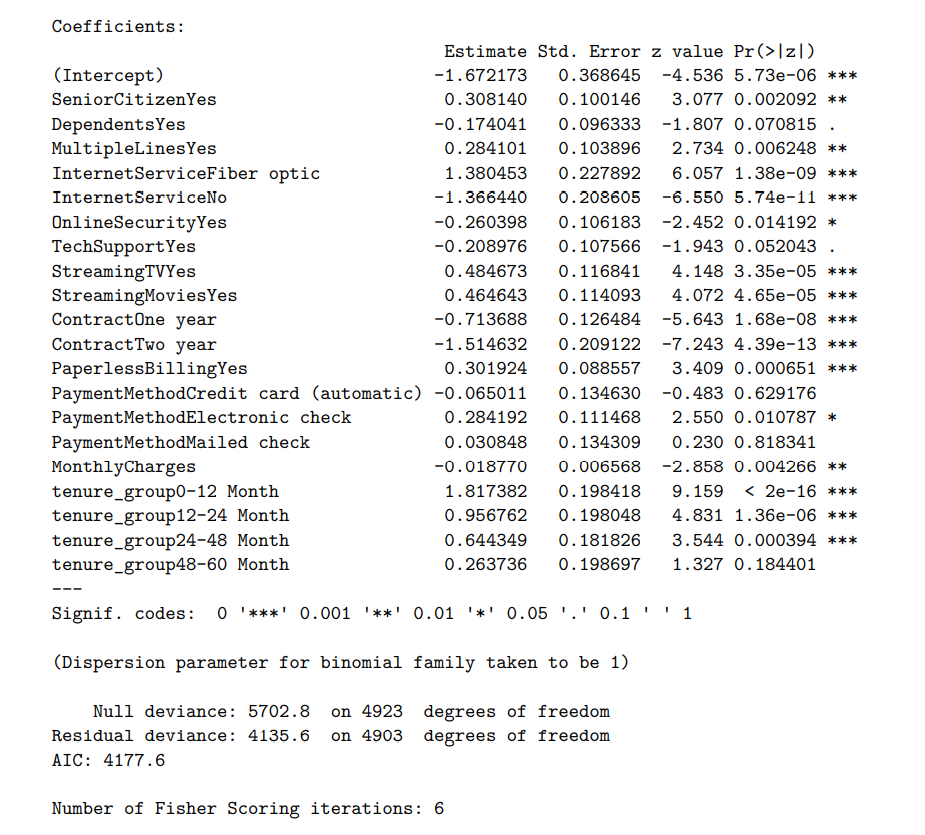 Coefficients:
Estimate Std. Error z value Pr(>|z|)
(Intercept) -1.672173 0.368645 -4.536 5.73e-06 ***
SeniorCitizenYes 0.308140 0.100146 3.077 0.002092 **
DependentsYes -0.174041 0.096333 -1.807 0.070815 .
MultipleLinesYes 0.284101 0.103896 2.734 0.006248 **
InternetServiceFiber optic 1.380453 0.227892 6.057 1.38e-09 ***
InternetServiceNo -1.366440 0.208605 -6.550 5.74e-11 ***
OnlineSecurityYes -0.260398 0.106183 -2.452 0.014192 *
TechSupportYes -0.208976 0.107566 -1.943 0.052043 .
StreamingTVYes 0.484673 0.116841 4.148 3.35e-05 ***
StreamingMoviesYes 0.464643 0.114093 4.072 4.65e-05 ***
ContractOne year -0.713688 0.126484 -5.643 1.68e-08 ***
ContractTwo year -1.514632 0.209122 -7.243 4.39e-13 ***
PaperlessBillingYes 0.301924 0.088557 3.409 0.000651 ***
PaymentMethodCredit card (automatic) -0.065011 0.134630 -0.483 0.629176
PaymentMethodElectronic check 0.284192 0.111468 2.550 0.010787 *
PaymentMethodMailed check 0.030848 0.134309 0.230 0.818341
MonthlyCharges -0.018770 0.006568 -2.858 0.004266 **
tenure_group0-12 Month 1.817382 0.198418 9.159 < 2e-16 ***
tenure_group12-24 Month 0.956762 0.198048 4.831 1.36e-06 ***
tenure_group24-48 Month 0.644349 0.181826 3.544 0.000394 ***
tenure_group48-60 Month 0.263736 0.198697 1.327 0.184401
---
Signif. codes: 0 '***' 0.001 '**' 0.01 '*' 0.05 '.' 0.1 ' ' 1
(Dispersion parameter for binomial family taken to be 1)
Null deviance: 5702.8 on 4923 degrees of freedom
Residual deviance: 4135.6 on 4903 degrees of freedom
AIC: 4177.6
Number of Fisher Scoring iterations: 6